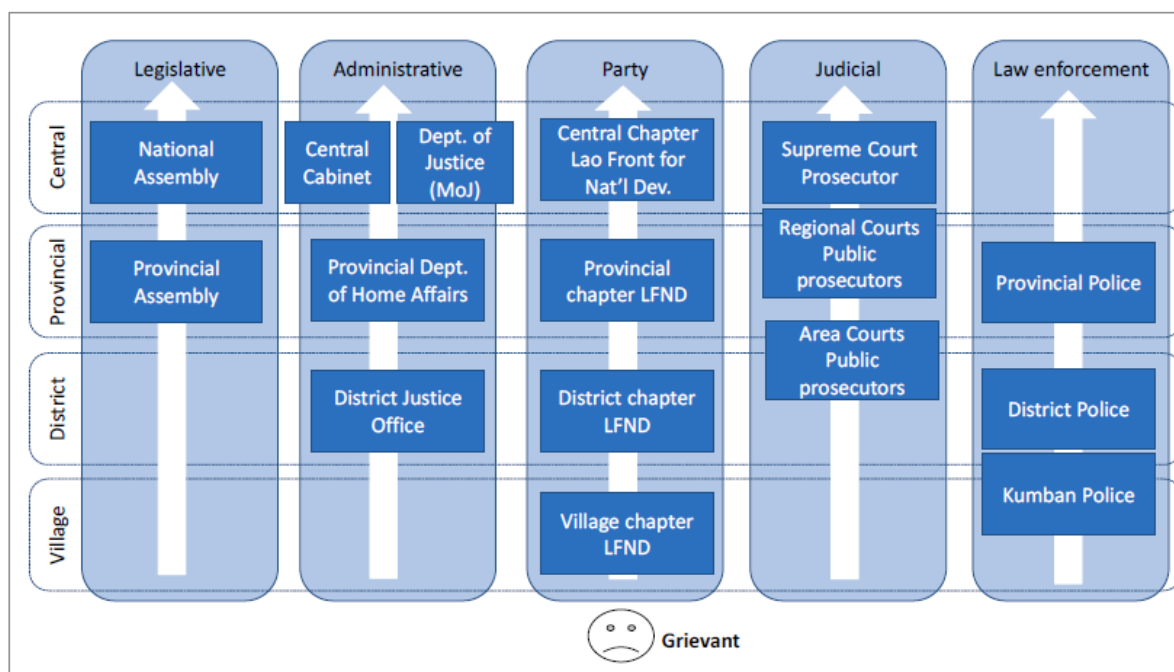 Legislative
Administrative
Party
Judicial
Law enforcement
Central
National
Assembly
Central
Cabinet
Dept. of
Justice
(MoJ)
Central Chapter
Lao Front for
Nat'l Dev.
Supreme Court
Prosecutor
Provincial
Provincial
Assembly
Provincial Dept.
of Home Affairs
Provincial
chapter LFND
Regional Courts
Public
prosecutors
Provincial Police
District
District Justice
Office
District chapter
LFND
Area Courts
Public
prosecutors
District Police
Village
Village chapter
LFND
Kumban Police
Grievant